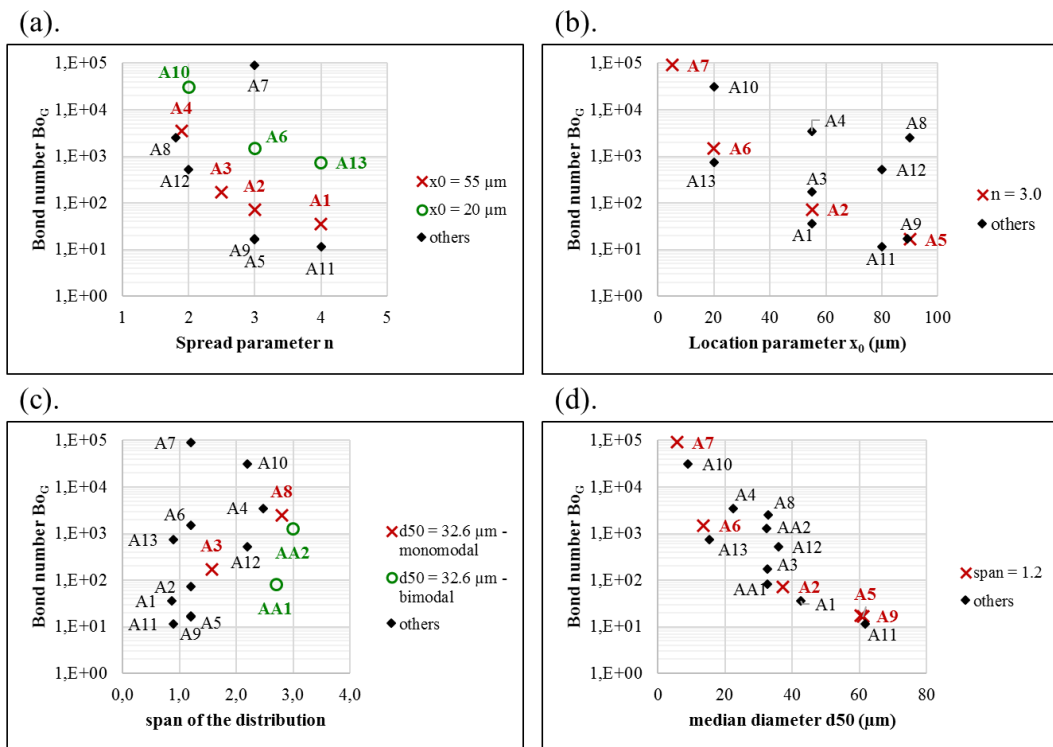 (a).
1,E+05
1,E+04
1,E+03
1,E+02
1,E+01
1,E+00
Bond number Bo_G
A10
A7
A4
A8
A6
A13
A12
A3
A2
A1
A9
A5
A11
1
2
3
4
5
Spread parameter n
x0 = 55 µm
x0 = 20 µm
others
(b).
1,E+05
1,E+04
1,E+03
1,E+02
1,E+01
1,E+00
Bond number Bo_G
A7
A10
A4
A8
A6
A13
A12
A3
A2
A1
A9
A5
A11
0
20
40
60
80
100
Location parameter x₀ (µm)
n = 3.0
others
(c).
1,E+05
1,E+04
1,E+03
1,E+02
1,E+01
1,E+00
Bond number Bo_G
A7
A10
A8
A4
A6
A13
A3
A12
AA2
A2
AA1
A1
A11
A5
A9
0,0
1,0
2,0
3,0
4,0
span of the distribution
d50 = 32.6 µm -
monomodal
d50 = 32.6 µm -
bimodal
others
(d).
1,E+05
1,E+04
1,E+03
1,E+02
1,E+01
1,E+00
Bond number Bo_G
A7
A10
A4
A8
A6
AA2
A13
A12
A3
AA1
A2
A1
A5
A9
A11
0
20
40
60
80
median diameter d50 (µm)
span = 1.2
others